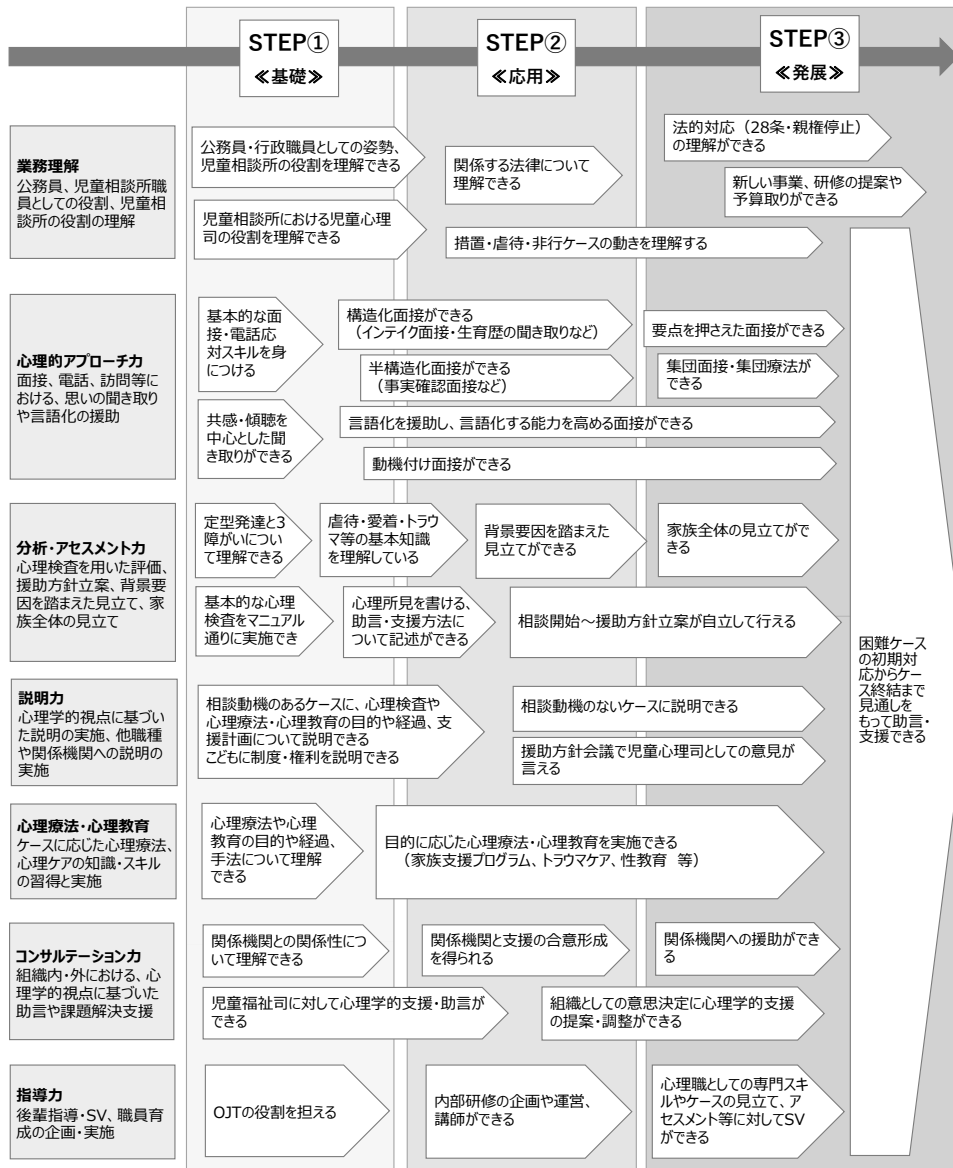 STEP①
≪基礎≫
STEP②
≪応用≫
STEP③
≪発展≫
業務理解
公務員、児童相談所職
員としての役割、児童相
談所の役割の理解
公務員・行政職員としての姿勢、
児童相談所の役割を理解できる
関係する法律について
理解できる
法的対応（28条・親権停止）
の理解ができる
新しい事業、研修の提案や
予算取りができる
児童相談所における児童心理
司の役割を理解できる
措置・虐待・非行ケースの動きを理解する
心理的アプローチ力
面接、電話、訪問等に
おける、思いの聞き取り
や言語化の援助
基本的な面
接・電話応
対スキルを身
につける
構造化面接ができる
（インテイク面接・生育歴の聞き取りなど）
要点を押さえた面接ができる
半構造化面接ができる
（事実確認面接など）
集団面接・集団療法が
できる
共感・傾聴を
中心とした聞
き取りができる
言語化を援助し、言語化する能力を高める面接ができる
動機付け面接ができる
分析・アセスメント力
心理検査を用いた評価、
援助方針立案、背景要
因を踏まえた見立て、家
族全体の見立て
定型発達と3
障がいについ
て理解できる
虐待・愛着・トラウ
マ等の基本知識
を理解している
背景要因を踏まえた
見立てができる
家族全体の見立てがで
きる
基本的な心理
検査をマニュアル
通りに実施でき
心理所見を書ける、
助言・支援方法に
ついて記述ができる
相談開始～援助方針立案が自立して行える
困難ケース
の初期対
応からケー
ス終結まで
見通しを
もって助言・
支援できる
説明力
心理学的視点に基づい
た説明の実施、他職種
や関係機関への説明の
実施
相談動機のあるケースに、心理検査や
心理療法・心理教育の目的や経過、支
援計画について説明できる
こどもに制度・権利を説明できる
相談動機のないケースに説明できる
援助方針会議で児童心理司としての意見が
言える
心理療法・心理教育
ケースに応じた心理療法、
心理ケアの知識・スキル
の習得と実施
心理療法や心理
教育の目的や経過、
手法について理解
できる
目的に応じた心理療法・心理教育を実施できる
（家族支援プログラム、トラウマケア、性教育　等）
コンサルテーション力
組織内・外における、心
理学的視点に基づいた
助言や課題解決支援
関係機関との関係性につ
いて理解できる
関係機関と支援の合意形成
を得られる
関係機関への援助ができ
る
児童福祉司に対して心理学的支援・助言が
できる
組織としての意思決定に心理学的支援
の提案・調整ができる
指導力
後輩指導・SV、職員育
成の企画・実施
OJTの役割を担える
内部研修の企画や運営、
講師ができる
心理職としての専門スキ
ルやケースの見立て、ア
セスメント等に対してSV
ができる